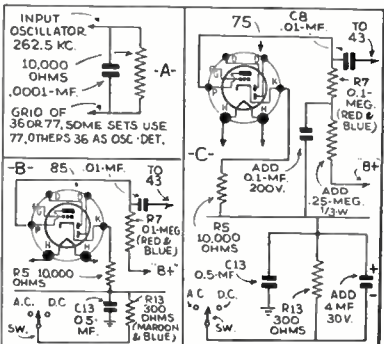 INPUT
OSCILLATOR
262.5 KC.
10,000
OHMS
.0001-MF.
-A-
GRID OF
36 OR 77, SOME SETS USE
77, OTHERS 36 AS OSC-DET.
-B-
85
.01-MF.
TO
43
G
D
D
P
K
H
H
R7
0.1-MEG
(RED &
BLUE)
B+
R5 10,000
OHMS
A.C. D.C.
SW.
C13
0.5-
MF.
R13
300
OHMS
(MAROON
& BLUE)
75
C8
.01-MF.
TO
43
G
D
D
P
K
H
H
R7
0.1-
MEG.
(RED &
BLUE)
-C-
B+
ADD
0.1-MF.
200V.
ADD
.25-MEG.
1/3-W.
R5
10,000
OHMS
C13
0.5-MF.
A.C. D.C.
SW.
R13
300
OHMS
ADD
4 MF.
30 V.
+
-